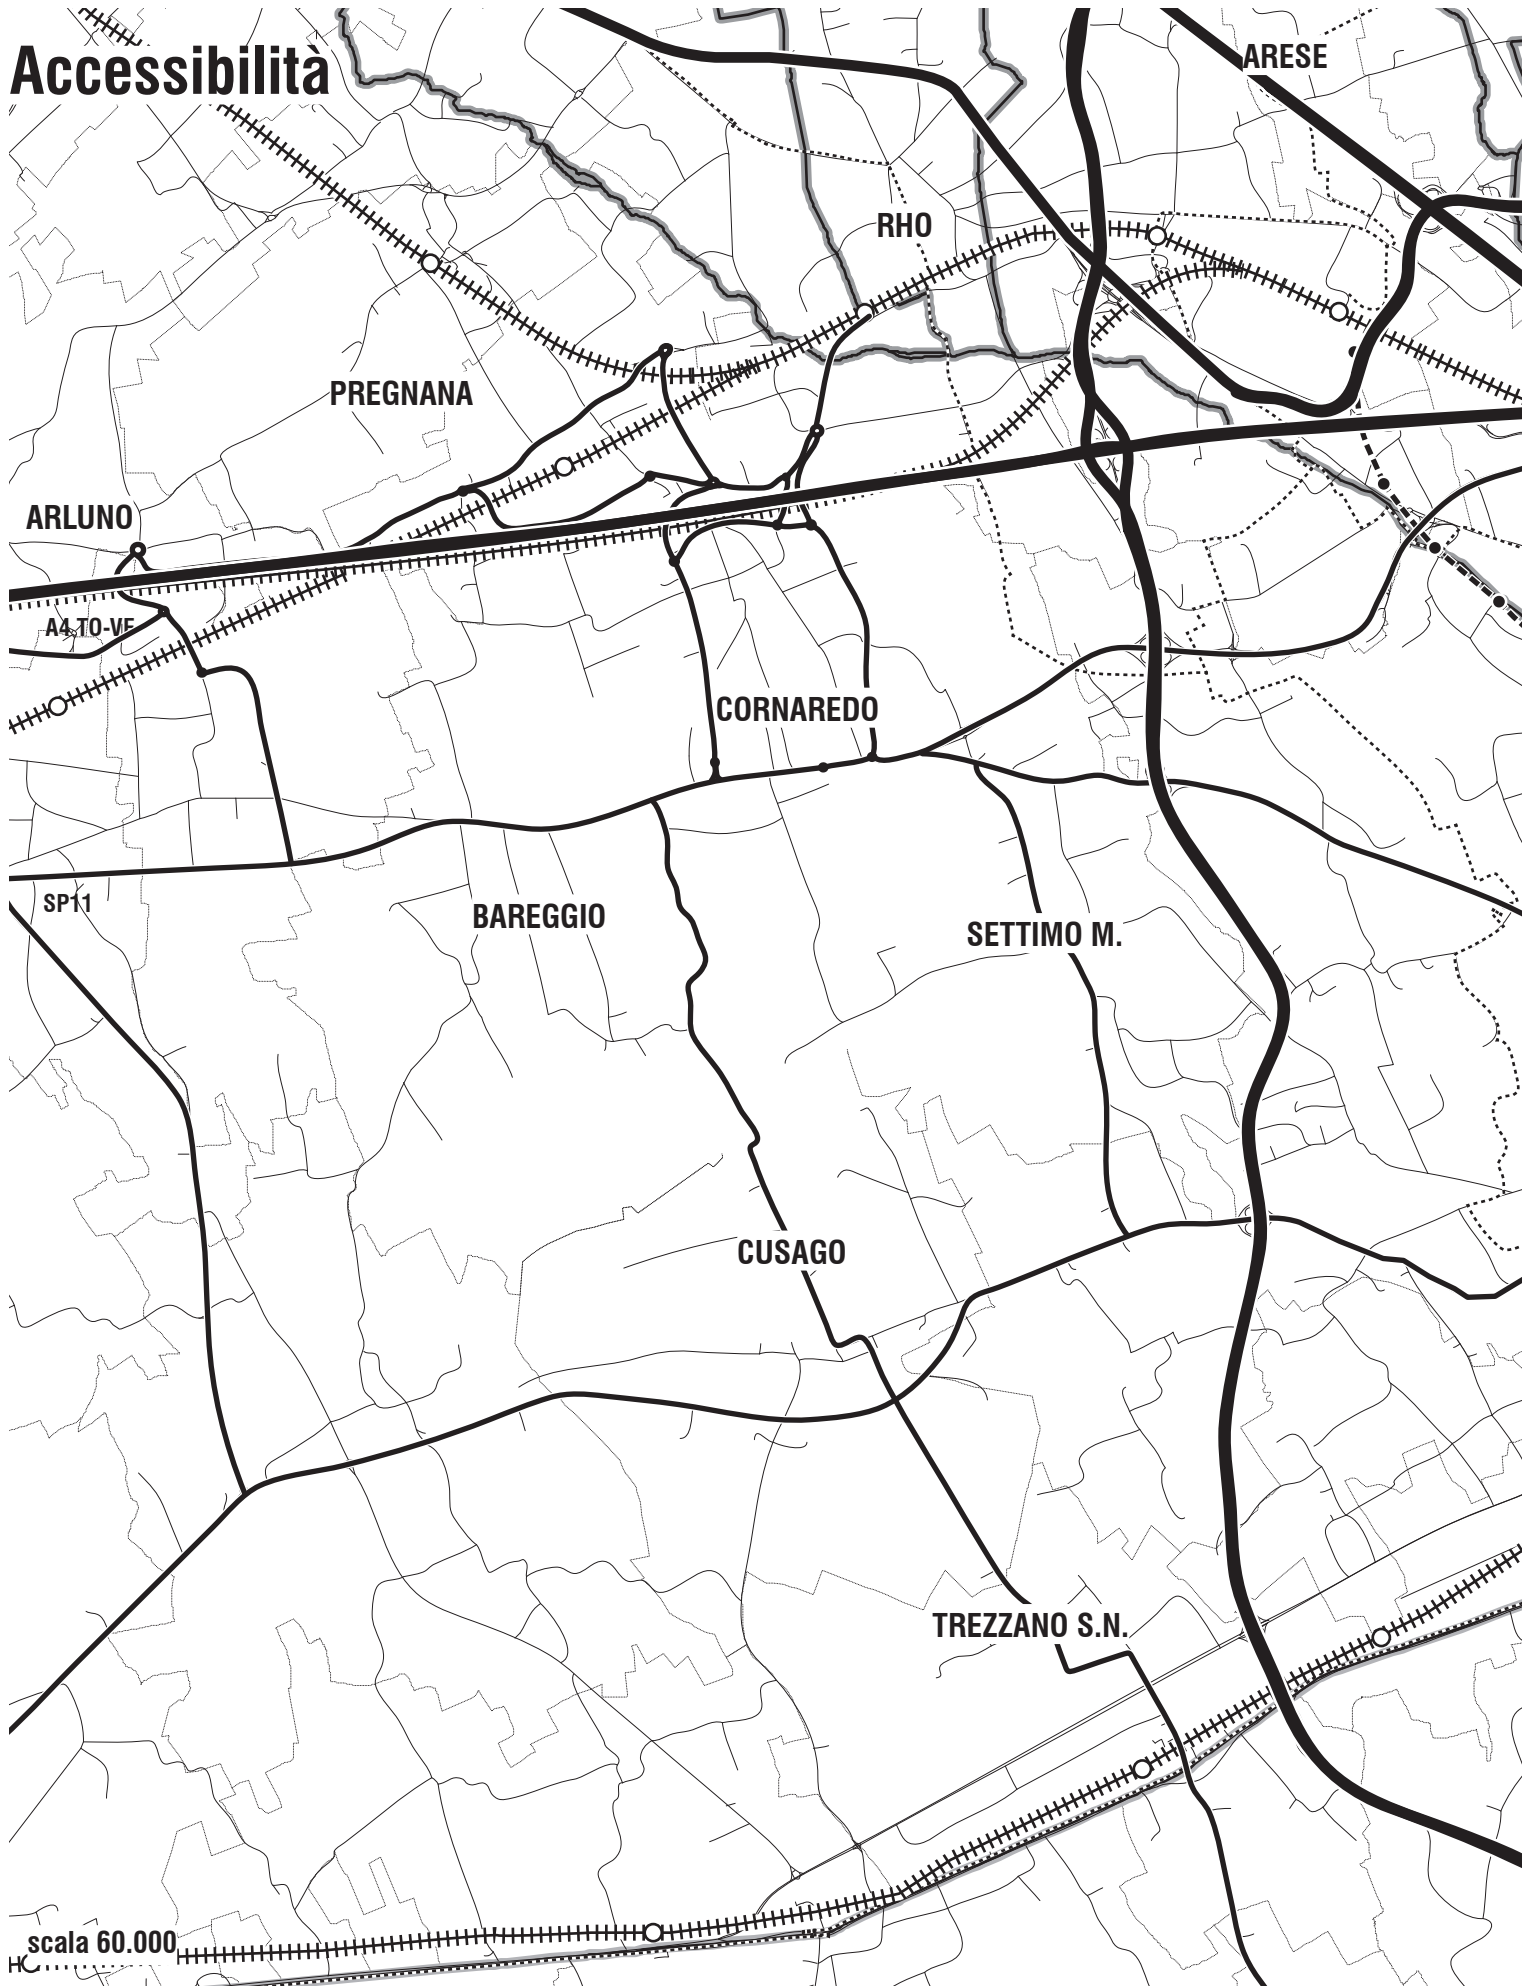 Accessibilità
ARESE
RHO
PREGNANA
ARLUNO
A4 TO-VE
CORNAREDO
SP11
BAREGGIO
SETTIMO M.
CUSAGO
TREZZANO S.N.
scala 60.000